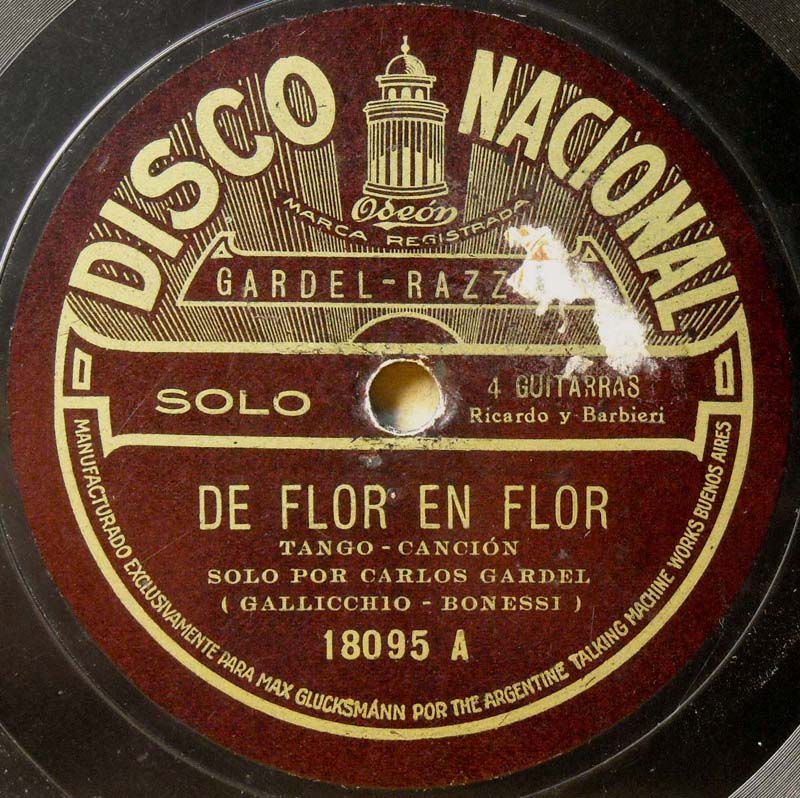 DISCO NACIONAL
Odeón
MARCA REGISTRADA
GARDEL-RAZZ
SOLO
4 GUITARRAS
Ricardo y Barbieri
DE FLOR EN FLOR
TANGO-CANCIÓN
SOLO POR CARLOS GARDEL
( GALLICCHIO - BONESSI )
18095 A
MANUFACTURADO EXCLUSIVAMENTE PARA MAX GLUCKSMANN POR THE ARGENTINE TALKING MACHINE WORKS BUENOS AIRES